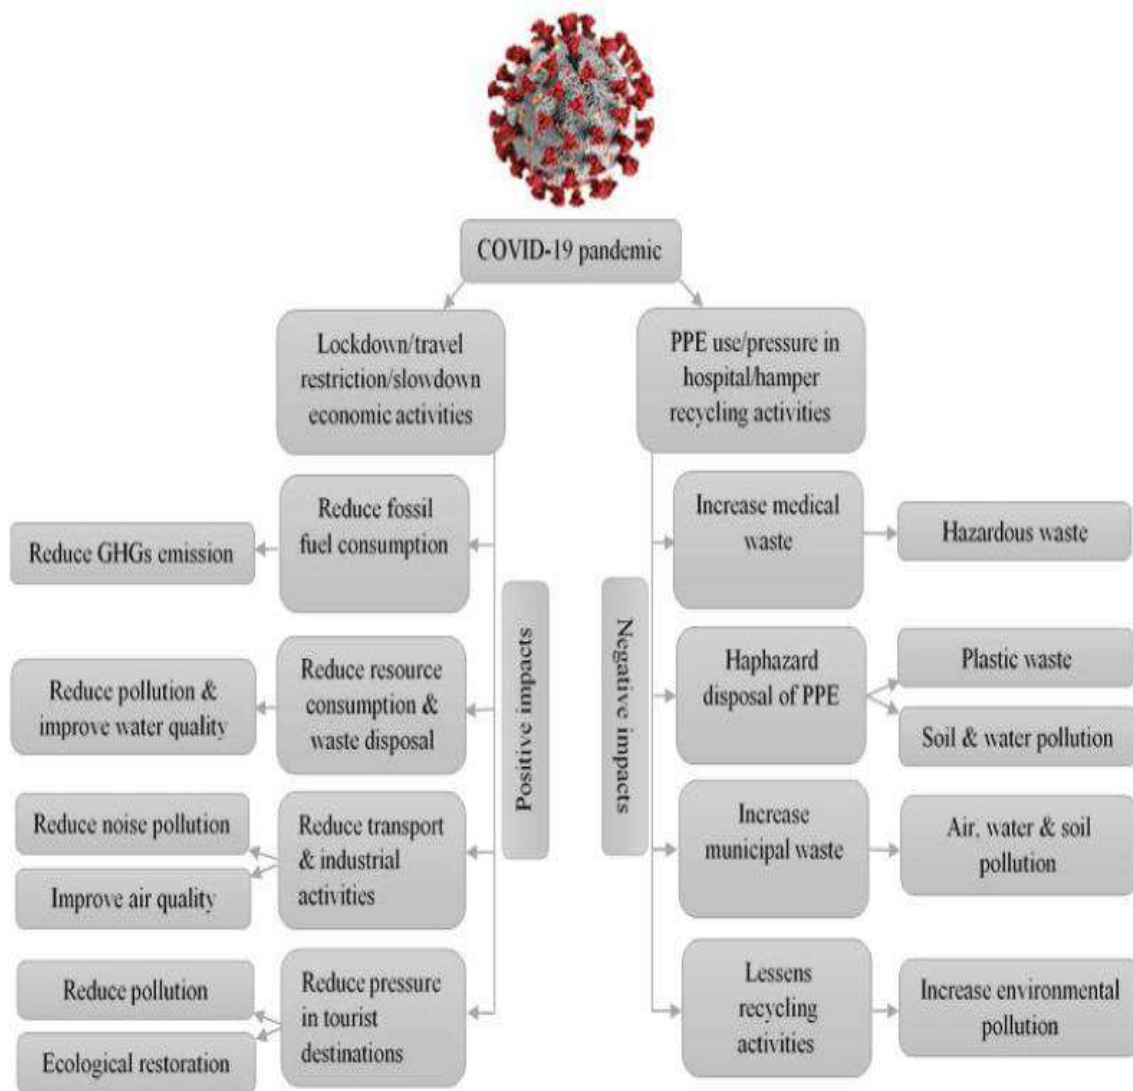 COVID-19 pandemic
Lockdown/travel
restriction/slowdown
economic activities
PPE use/pressure in
hospital/hamper
recycling activities
Reduce fossil
fuel consumption
Reduce GHGs emission
Reduce resource
consumption &
waste disposal
Reduce pollution &
improve water quality
Reduce transport
& industrial
activities
Reduce noise pollution
Improve air quality
Reduce pressure
in tourist
destinations
Reduce pollution
Ecological restoration
Positive impacts
Negative impacts
Increase medical
waste
Hazardous waste
Haphazard
disposal of PPE
Plastic waste
Soil & water pollution
Increase
municipal waste
Air, water & soil
pollution
Lessens
recycling
activities
Increase environmental
pollution